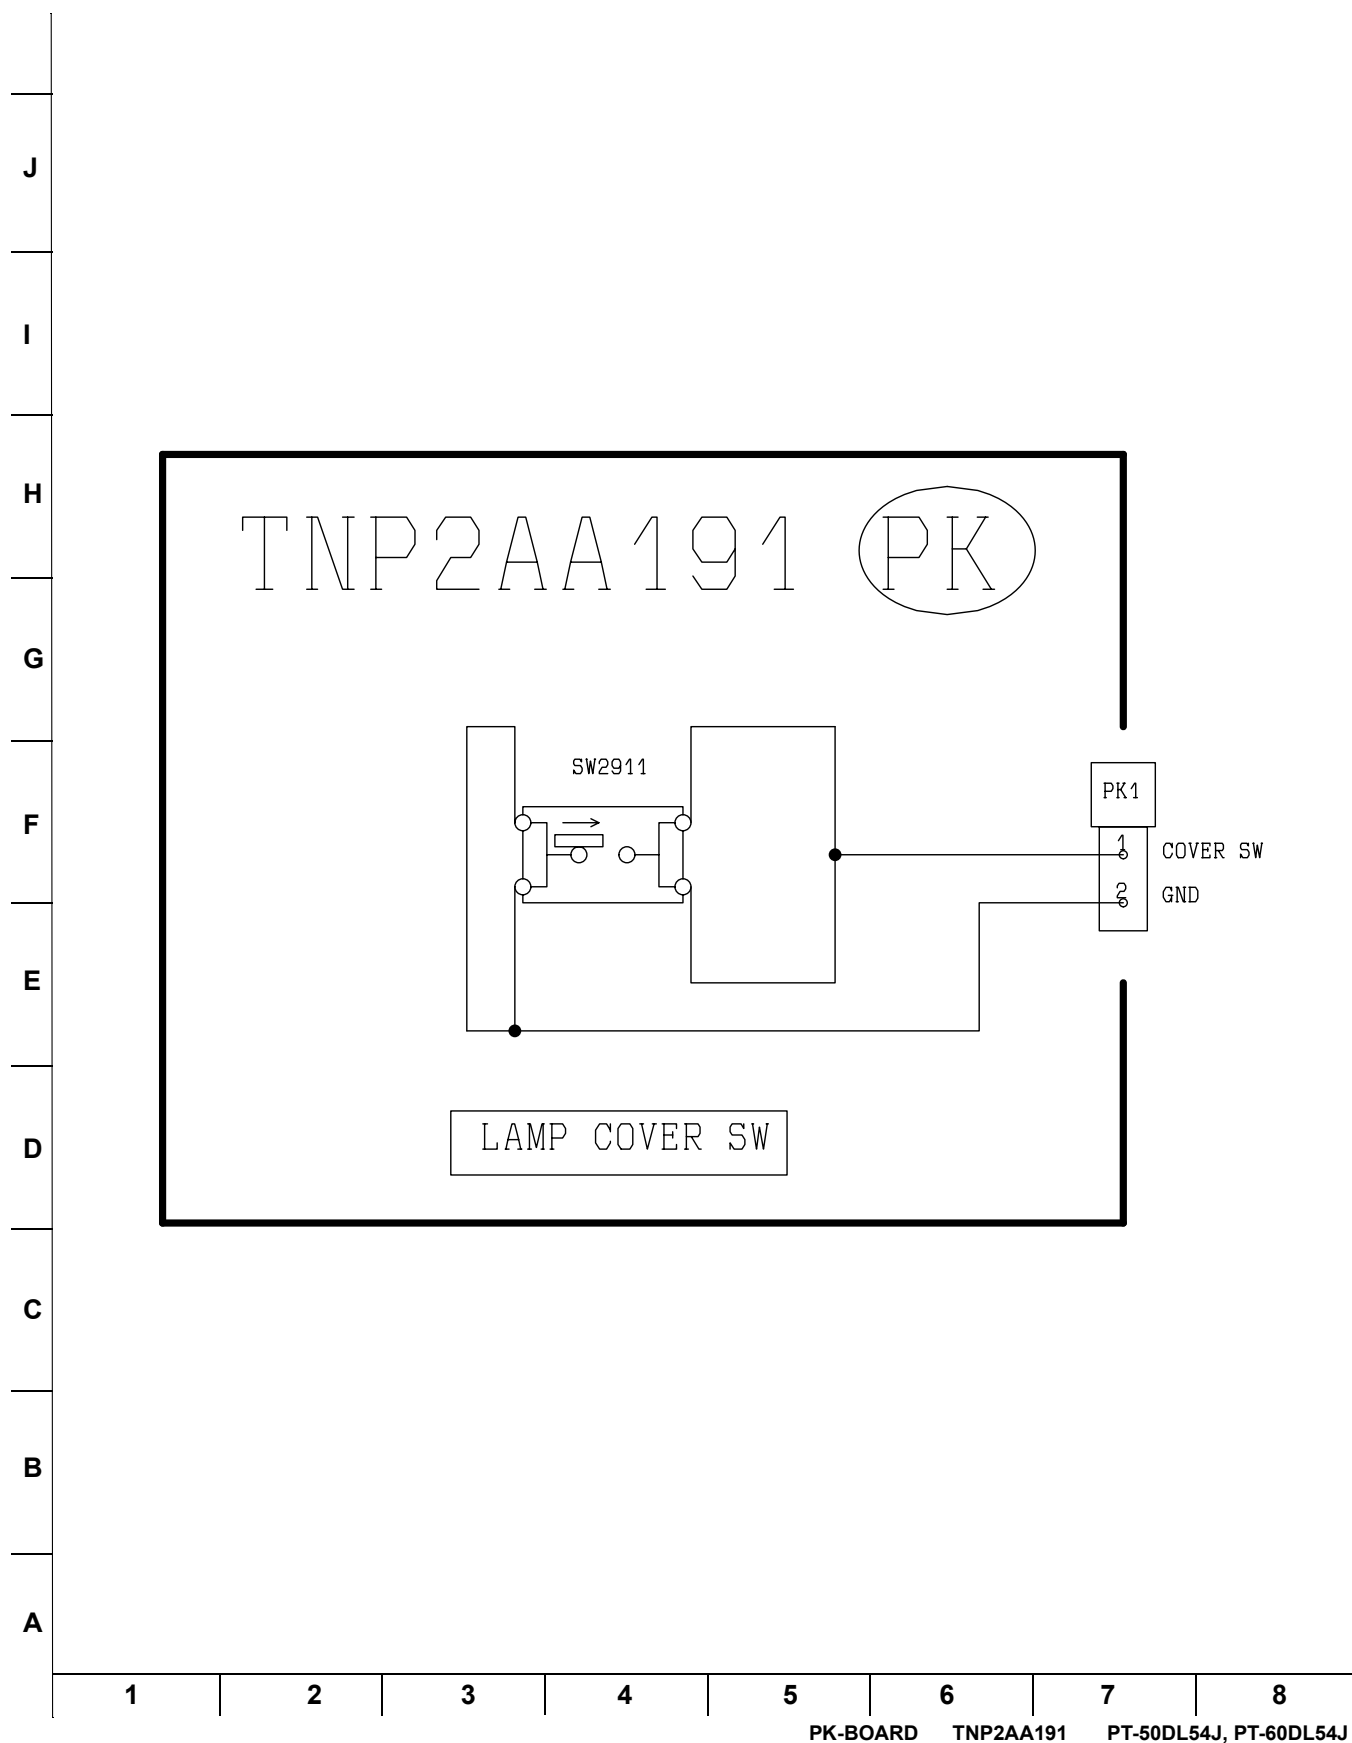 J
I
H
TNP2AA191 PK
G
SW2911
PK1
F
1 COVER SW
2 GND
E
D
LAMP COVER SW
C
B
A
1 2 3 4 5 6 7 8
PK-BOARD TNP2AA191 PT-50DL54J, PT-60DL54J